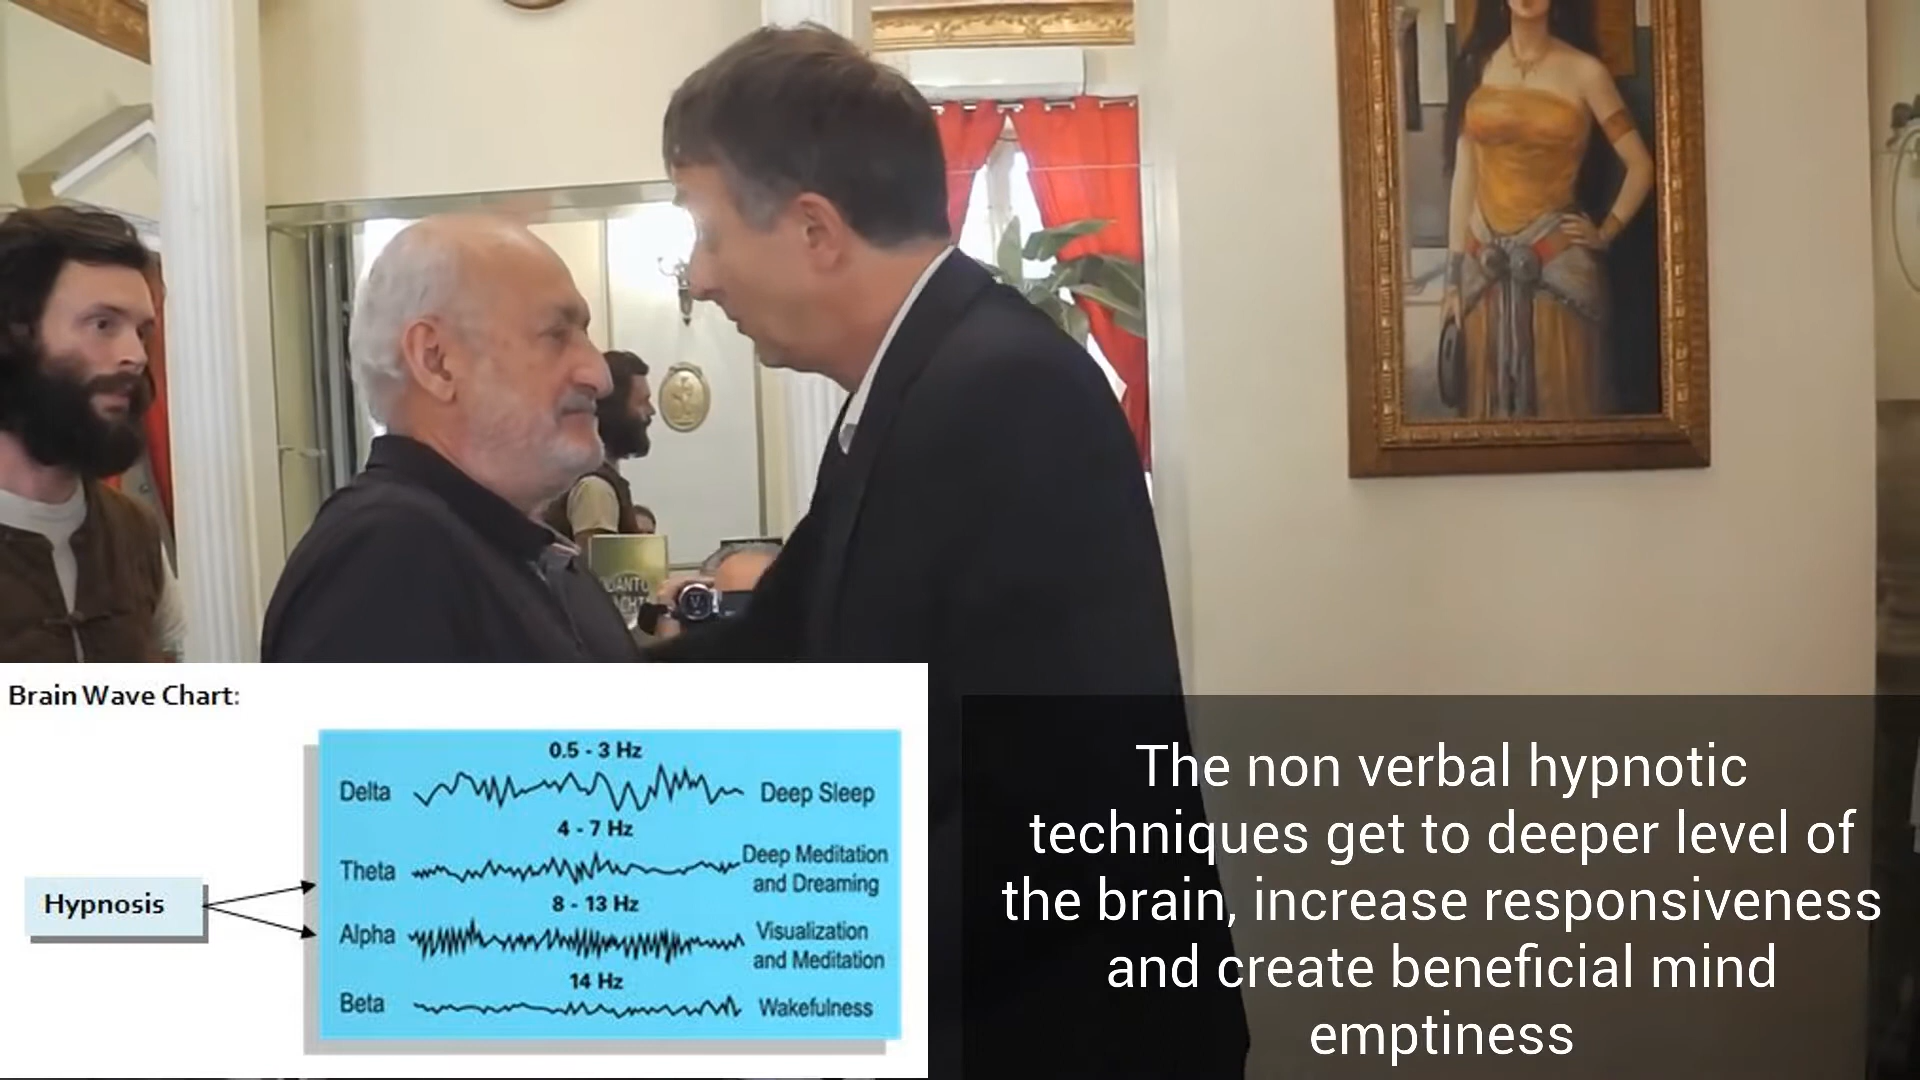 Brain Wave Chart:
0.5 - 3 Hz
Delta
Deep Sleep
4 - 7 Hz
Theta
Deep Meditation
and Dreaming
Hypnosis
8 - 13 Hz
Alpha
Visualization
and Meditation
14 Hz
Beta
Wakefulness
The non verbal hypnotic
techniques get to deeper level of
the brain, increase responsiveness
and create beneficial mind
emptiness